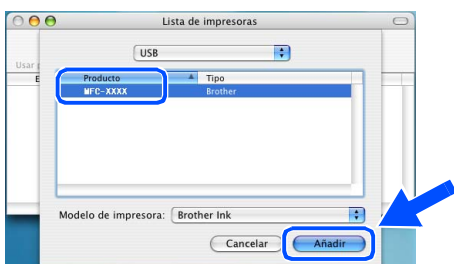 Lista de impresoras
USB
Usar
E
Producto Tipo
MFC-XXXX Brother
Modelo de impresora: Brother Ink
Cancelar Añadir